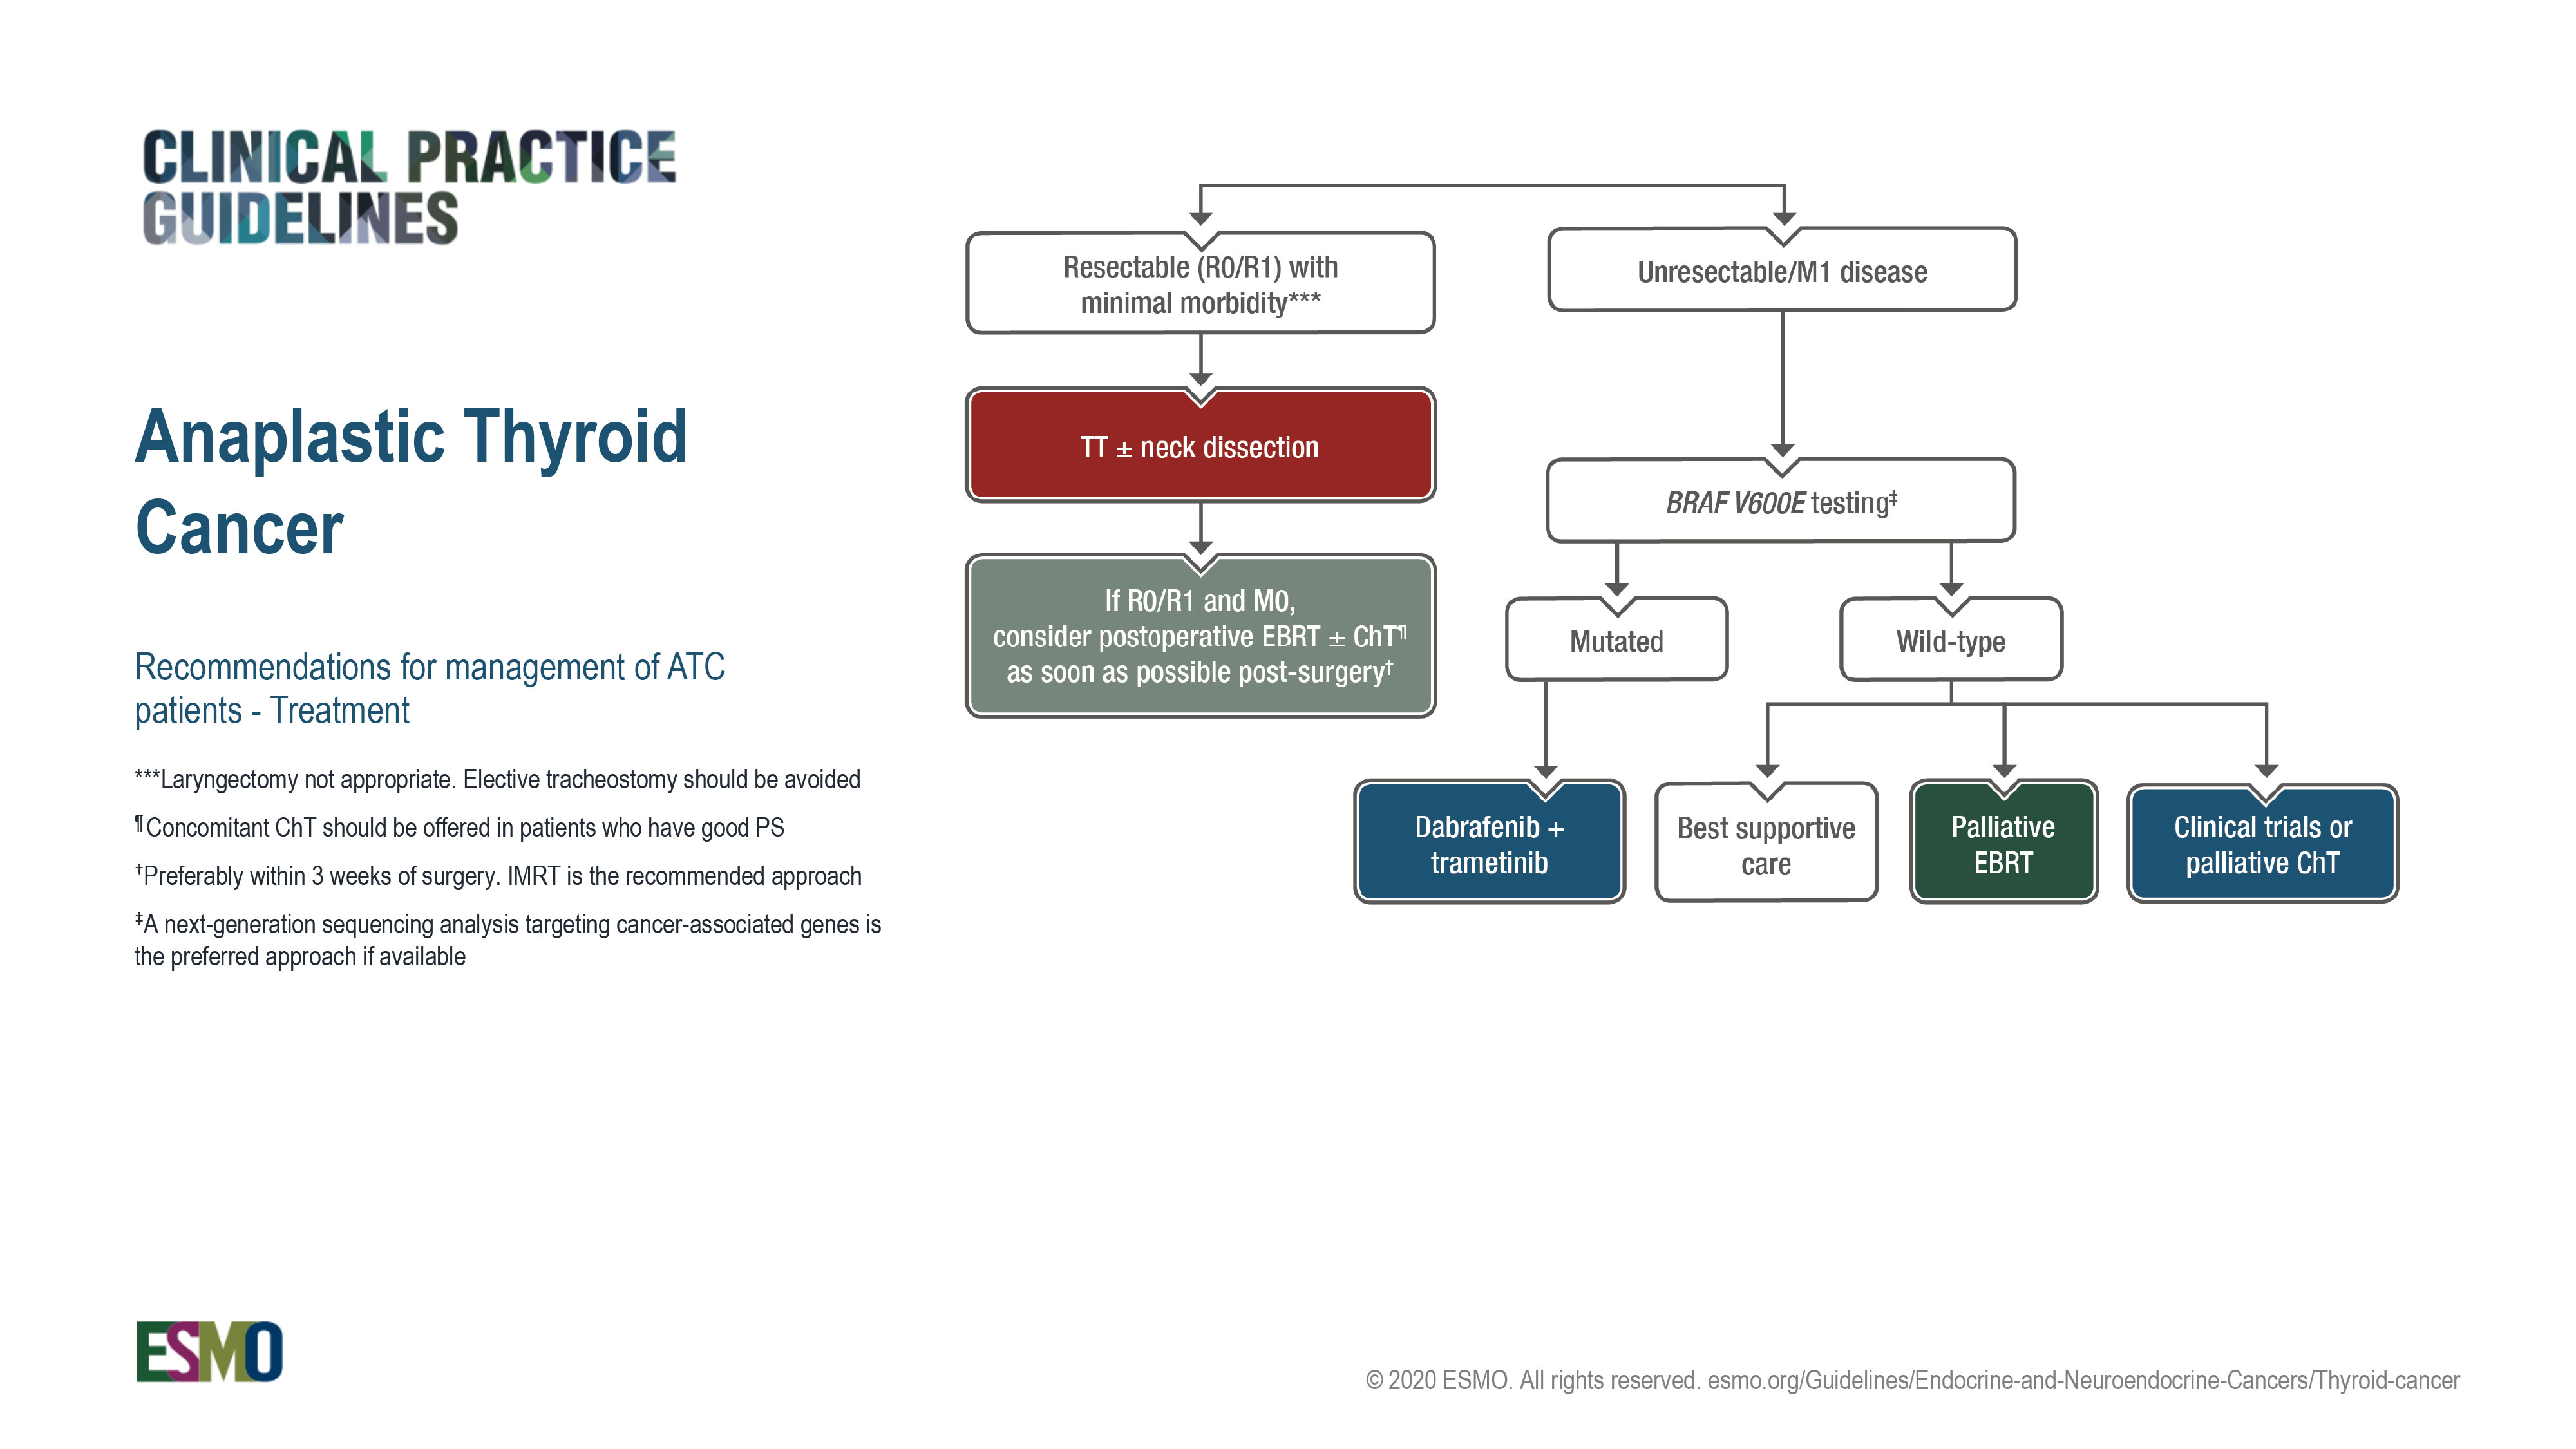 CLINICAL PRACTICE
GUIDELINES
Anaplastic Thyroid
Cancer
Recommendations for management of ATC
patients - Treatment
***Laryngectomy not appropriate. Elective tracheostomy should be avoided
¶Concomitant ChT should be offered in patients who have good PS
†Preferably within 3 weeks of surgery. IMRT is the recommended approach
‡A next-generation sequencing analysis targeting cancer-associated genes is
the preferred approach if available
Resectable (R0/R1) with
minimal morbidity***
TT ± neck dissection
If R0/R1 and M0,
consider postoperative EBRT ± ChT¶
as soon as possible post-surgery†
Unresectable/M1 disease
BRAF V600E testing‡
Mutated
Wild-type
Dabrafenib +
trametinib
Best supportive
care
Palliative
EBRT
Clinical trials or
palliative ChT
ESMO
© 2020 ESMO. All rights reserved. esmo.org/Guidelines/Endocrine-and-Neuroendocrine-Cancers/Thyroid-cancer